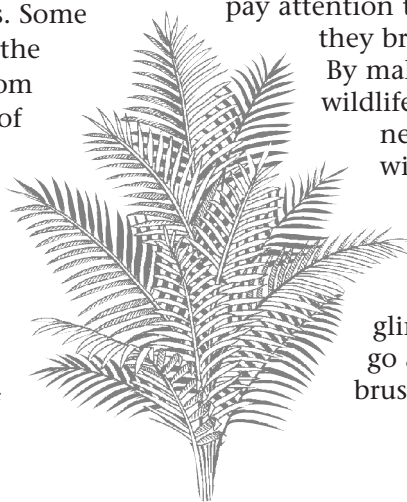 s. Some
the
om
of
pay attention t
they br
By mal
wildlife
ne
wi
glin
go a
brus